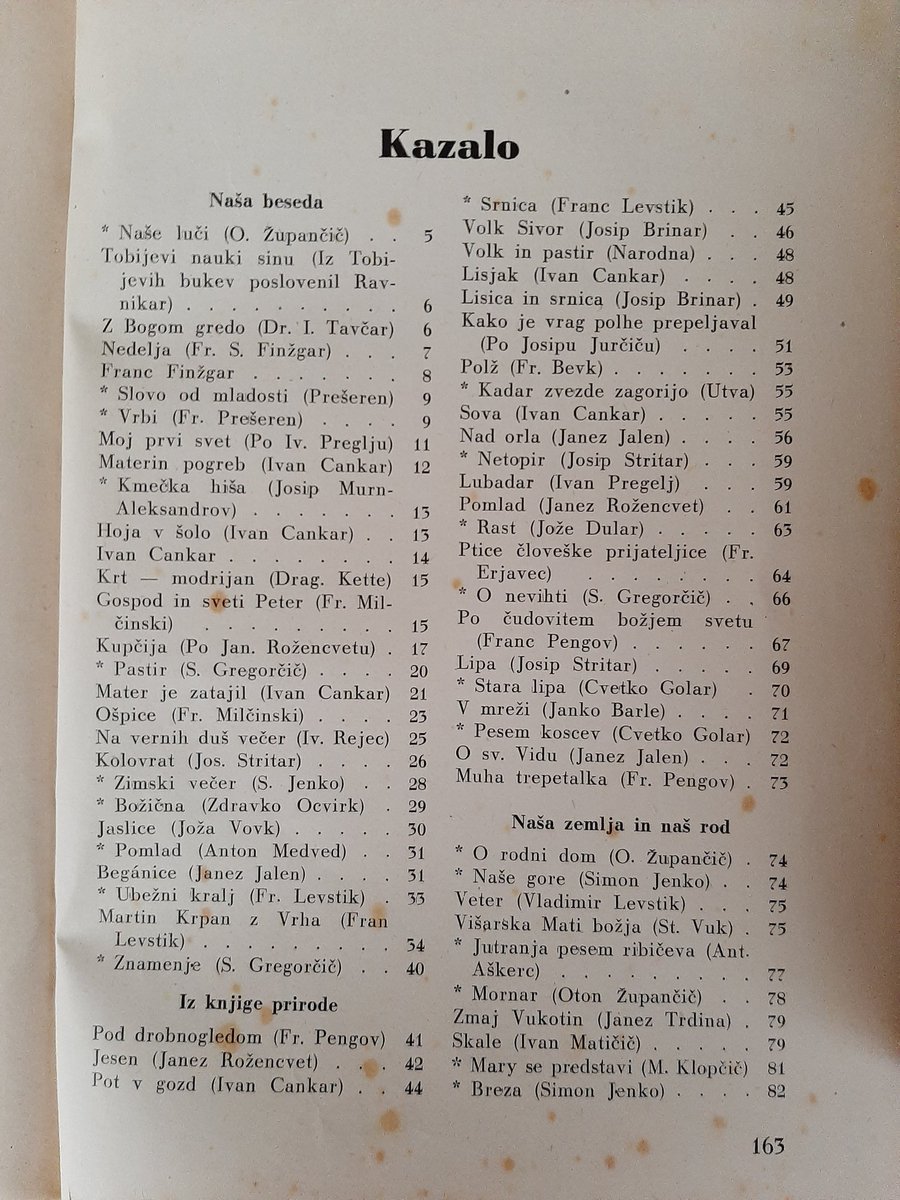 Kazalo
Naša beseda
* Naše luči (O. Župančič) . . 5
Tobijevi nauki sinu (Iz Tobi-
jevih bukev poslovenil Rav-
nikar) . . . . . . . . . 6
Z Bogom gredo (Dr. I. Tavčar) 6
Nedelja (Fr. S. Finžgar) . . . 7
Franc Finžgar . . . . . . . 8
* Slovo od mladosti (Prešeren) 9
* Vrbi (Fr. Prešeren) . . . . 9
Moj prvi svet (Po Iv. Preglju) 11
Materin pogreb (Ivan Cankar) 12
* Kmečka hiša (Josip Murn-
Aleksandrov) . . . . . . . 13
Hoja v šolo (Ivan Cankar) . . 13
Ivan Cankar . . . . . . . . 14
Krt — modrijan (Drag. Kette) 15
Gospod in sveti Peter (Fr. Mil-
činski) . . . . . . . . . 15
Kupčija (Po Jan. Rožencvetu) . 17
* Pastir (S. Gregorčič) . . . . 20
Mater je zatajil (Ivan Cankar) 21
Ošpice (Fr. Milčinski) . . . . 23
Na vernih duš večer (Iv. Rejec) 25
Kolovrat (Jos. Stritar) . . . . 26
* Zimski večer (S. Jenko) . . 28
* Božična (Zdravko Ocvirk) . 29
Jaslice (Joža Vovk) . . . . . 30
* Pomlad (Anton Medved) . . 31
Begánice (Janez Jalen) . . . . 31
* Ubežni kralj (Fr. Levstik) . 33
Martin Krpan z Vrha (Fran
Levstik) . . . . . . . . . 34
* Znamenje (S. Gregorčič) . . 40
Iz knjige prirode
Pod drobnogledom (Fr. Pengov) 41
Jesen (Janez Rožencvet) . . . 42
Pot v gozd (Ivan Cankar) . . 44
* Srnica (Franc Levstik) . . . 45
Volk Sivor (Josip Brinar) . . 46
Volk in pastir (Narodna) . . . 48
Lisjak (Ivan Cankar) . . . . 48
Lisica in srnica (Josip Brinar) . 49
Kako je vrag polhe prepeljaval
(Po Josipu Jurčiču) . . . . 51
Polž (Fr. Bevk) . . . . . . . 53
* Kadar zvezde zagorijo (Utva) 55
Sova (Ivan Cankar) . . . . . 55
Nad orla (Janez Jalen) . . . . 56
* Netopir (Josip Stritar) . . . 59
Lubadar (Ivan Pregelj) . . . 59
Pomlad (Janez Rožencvet) . . 61
* Rast (Jože Dular) . . . . . 63
Ptice človeške prijateljice (Fr.
Erjavec) . . . . . . . . 64
* O nevihti (S. Gregorčič) . . 66
Po čudovitem božjem svetu
(Franc Pengov) . . . . . . 67
Lipa (Josip Stritar) . . . . . 69
* Stara lipa (Cvetko Golar) . 70
V mreži (Janko Barle) . . . . 71
* Pesem koscev (Cvetko Golar) 72
O sv. Vidu (Janez Jalen) . . 72
Muha trepetalka (Fr. Pengov) . 73
Naša zemlja in naš rod
* O rodni dom (O. Župančič) . 74
* Naše gore (Simon Jenko) . . 74
Veter (Vladimir Levstik) . . . 75
Višarska Mati božja (St. Vuk) . 75
* Jutranja pesem ribičeva (Ant.
Aškerc) . . . . . . . . . 77
* Mornar (Oton Župančič) . . 78
Zmaj Vukotin (Janez Trdina) . 79
Skale (Ivan Matičič) . . . . . 79
* Mary se predstavi (M. Klopčič) 81
* Breza (Simon Jenko) . . . . 82
163